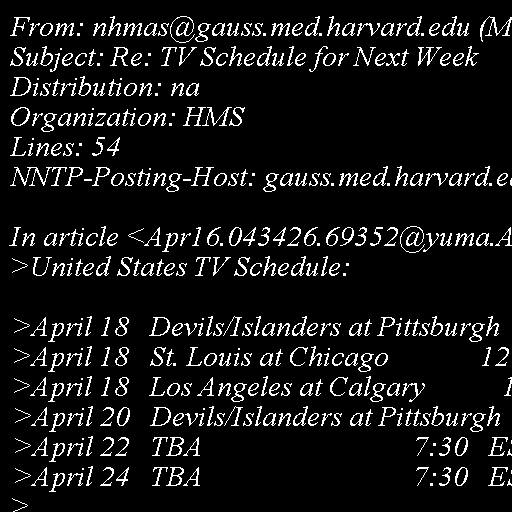 From: nhmas@gauss.med.harvard.edu (M
Subject: Re: TV Schedule for Next Week
Distribution: na
Organization: HMS
Lines: 54
NNTP-Posting-Host: gauss.med.harvard.e
In article <Apr16.043426.69352@yuma.A
>United States TV Schedule:
>April 18   Devils/Islanders at Pittsburgh
>April 18   St. Louis at Chicago             12
>April 18   Los Angeles at Calgary
>April 20   Devils/Islanders at Pittsburgh
>April 22   TBA                              7:30   ES
>April 24   TBA                              7:30   ES
>